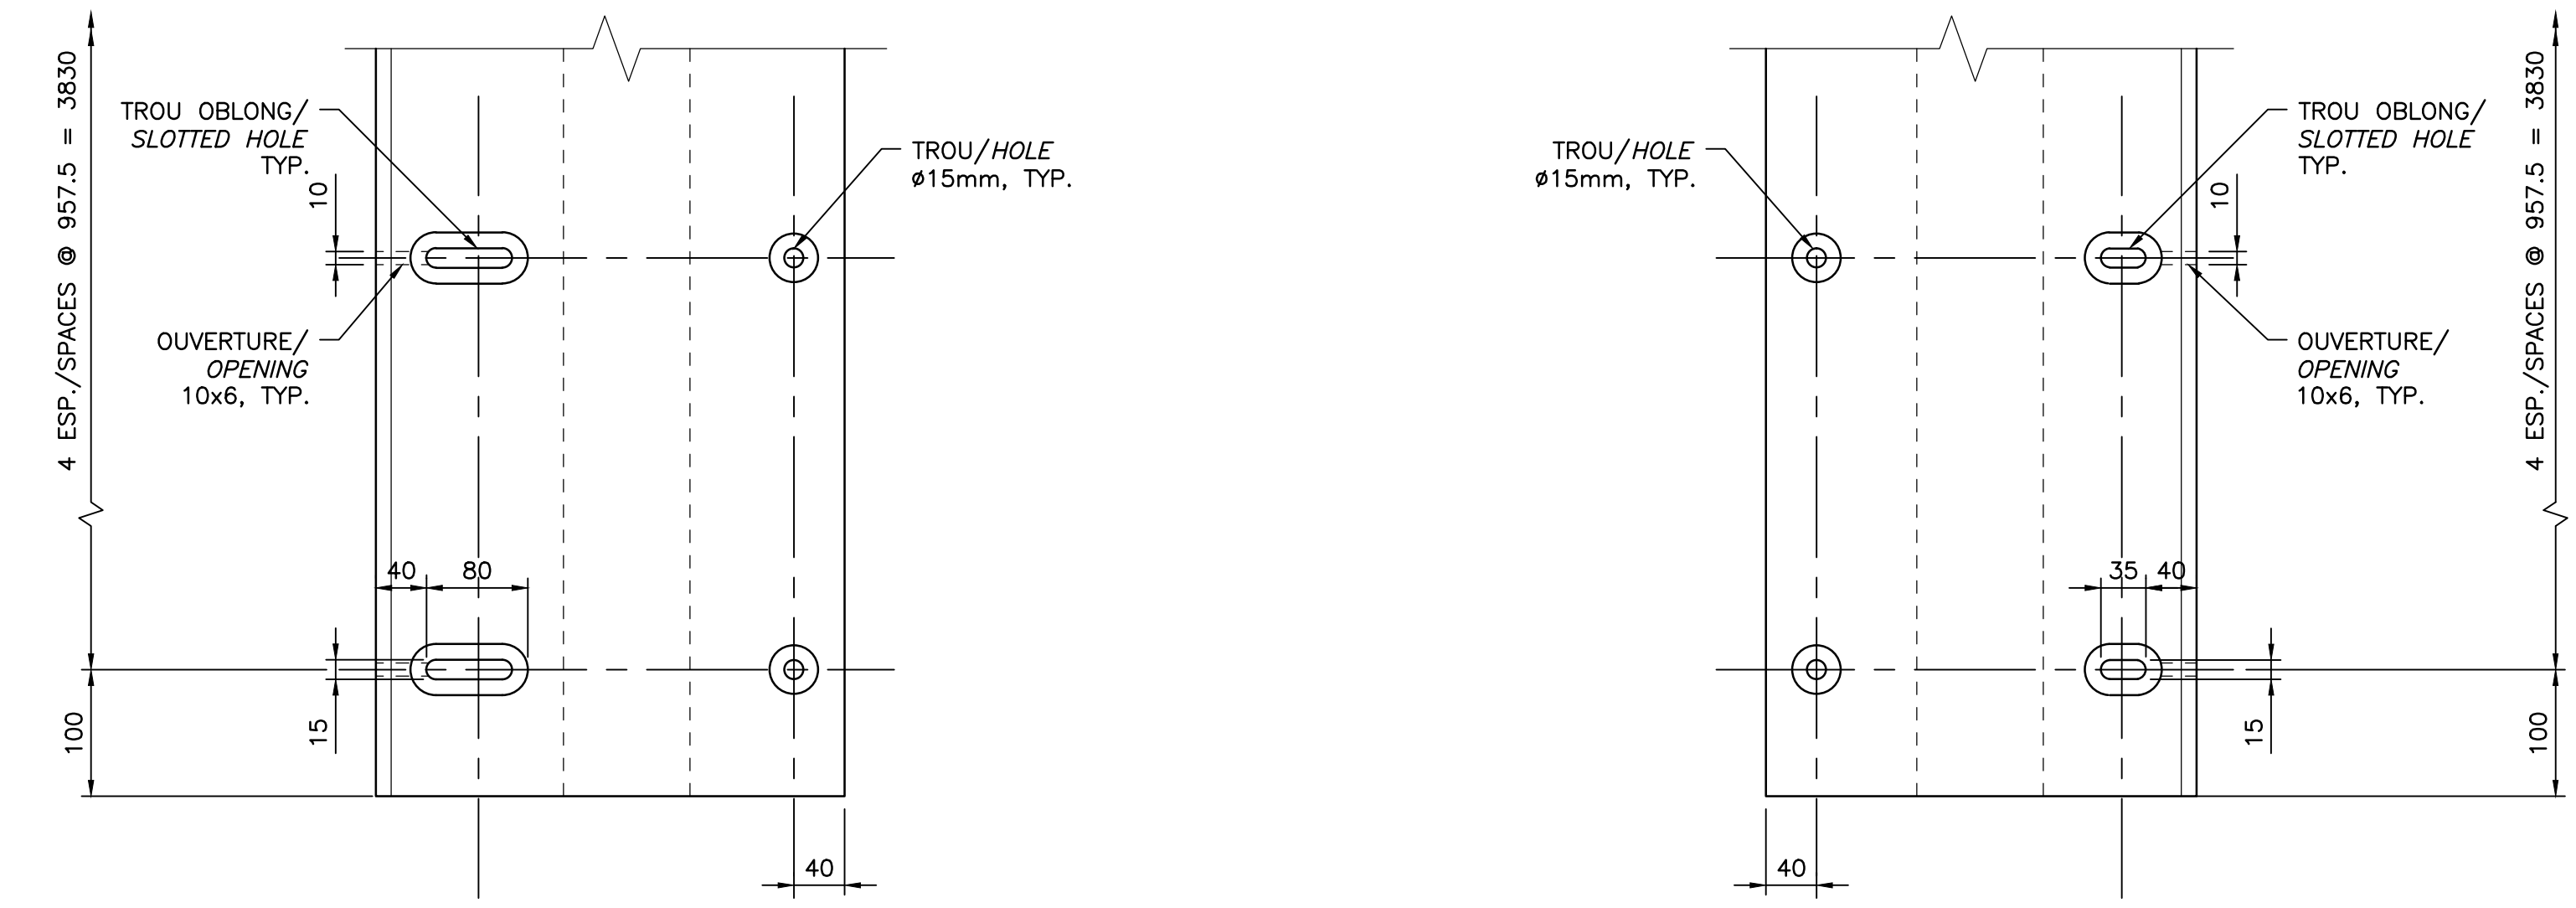 4 ESP./SPACES @ 957.5 = 3830
TROU OBLONG/
SLOTTED HOLE
TYP.
10
OUVERTURE/
OPENING
10x6, TYP.
TROU/HOLE
ø15mm, TYP.
40
80
15
100
40
TROU/HOLE
ø15mm, TYP.
TROU OBLONG/
SLOTTED HOLE
TYP.
10
OUVERTURE/
OPENING
10x6, TYP.
4 ESP./SPACES @ 957.5 = 3830
35
40
15
100
40